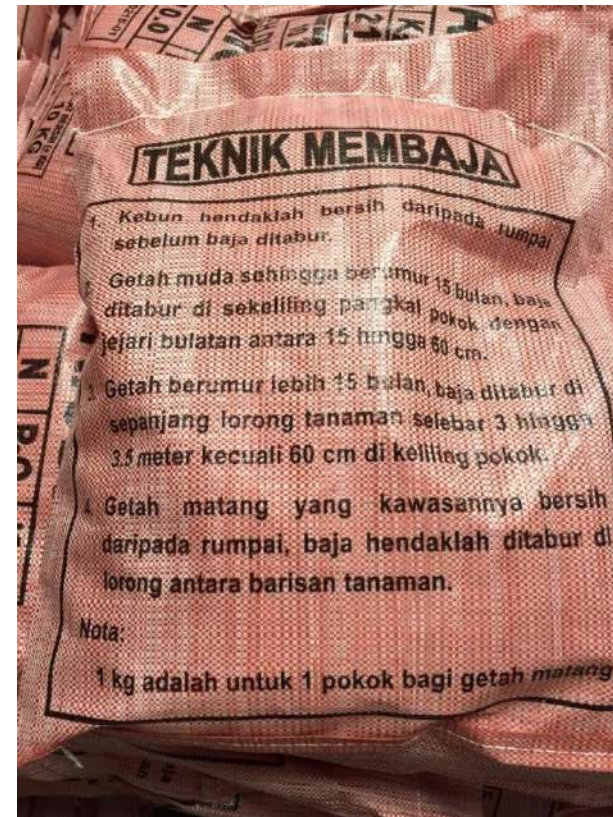 10 KG
TEKNIK MEMBAJA
1. Kebun hendaklah bersih daripada rumpai
sebelum baja ditabur.
2. Getah muda sehingga berumur 15 bulan, baja
ditabur di sekeliling pangkal pokok dengan
jejari bulatan antara 15 hingga 60 cm.
3. Getah berumur lebih 15 bulan, baja ditabur di
sepanjang lorong tanaman selebar 3 hingga
3.5 meter kecuali 60 cm di keliling pokok.
4. Getah matang yang kawasannya bersih
daripada rumpai, baja hendaklah ditabur di
lorong antara barisan tanaman.
Nota:
1 kg adalah untuk 1 pokok bagi getah matang